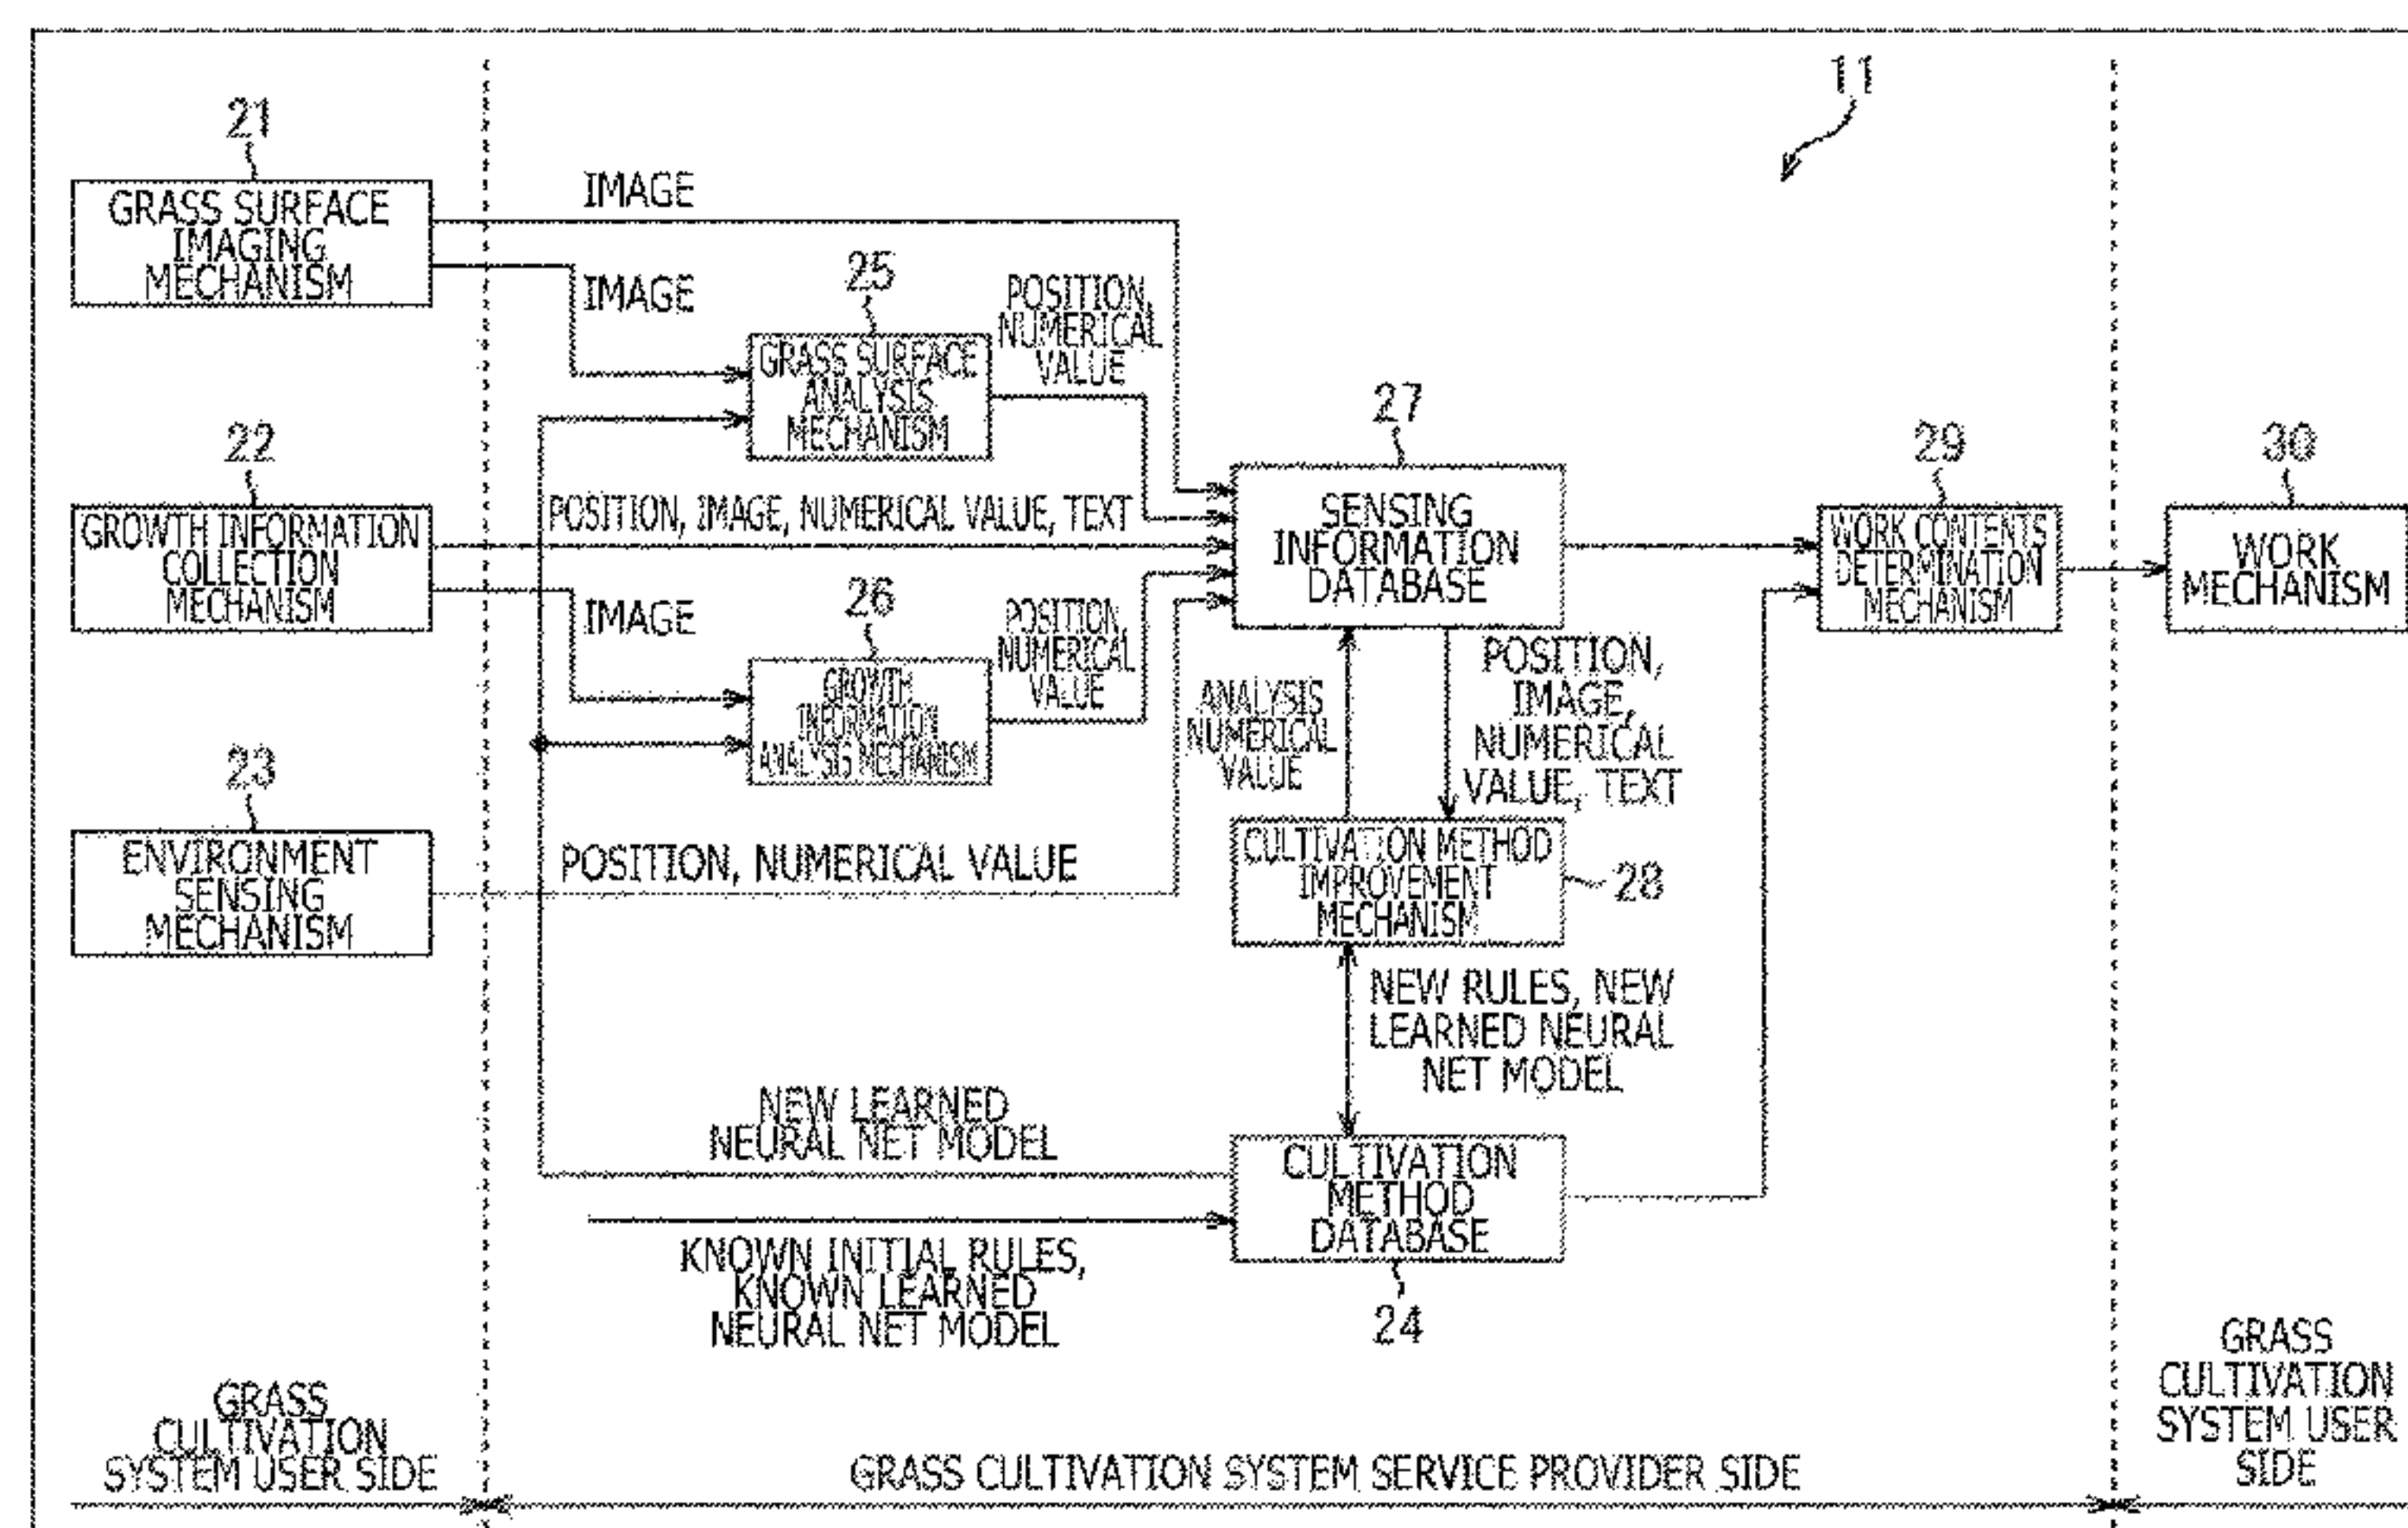 11
21
GRASS SURFACE
IMAGING
MECHANISM
IMAGE
IMAGE
25
GRASS SURFACE
ANALYSIS
MECHANISM
POSITION,
NUMERICAL
VALUE
22
GROWTH INFORMATION
COLLECTION
MECHANISM
POSITION, IMAGE, NUMERICAL VALUE, TEXT
IMAGE
26
GROWTH
INFORMATION
ANALYSIS MECHANISM
POSITION,
NUMERICAL
VALUE
23
ENVIRONMENT
SENSING
MECHANISM
POSITION, NUMERICAL VALUE
27
SENSING
INFORMATION
DATABASE
29
WORK CONTENTS
DETERMINATION
MECHANISM
30
WORK
MECHANISM
ANALYSIS
NUMERICAL
VALUE
POSITION,
IMAGE,
NUMERICAL
VALUE, TEXT
CULTIVATION METHOD
IMPROVEMENT
MECHANISM
28
NEW RULES, NEW
LEARNED NEURAL
NET MODEL
NEW LEARNED
NEURAL NET MODEL
CULTIVATION
METHOD
DATABASE
24
KNOWN INITIAL RULES,
KNOWN LEARNED
NEURAL NET MODEL
GRASS
CULTIVATION
SYSTEM USER SIDE
GRASS CULTIVATION SYSTEM SERVICE PROVIDER SIDE
GRASS
CULTIVATION
SYSTEM USER
SIDE